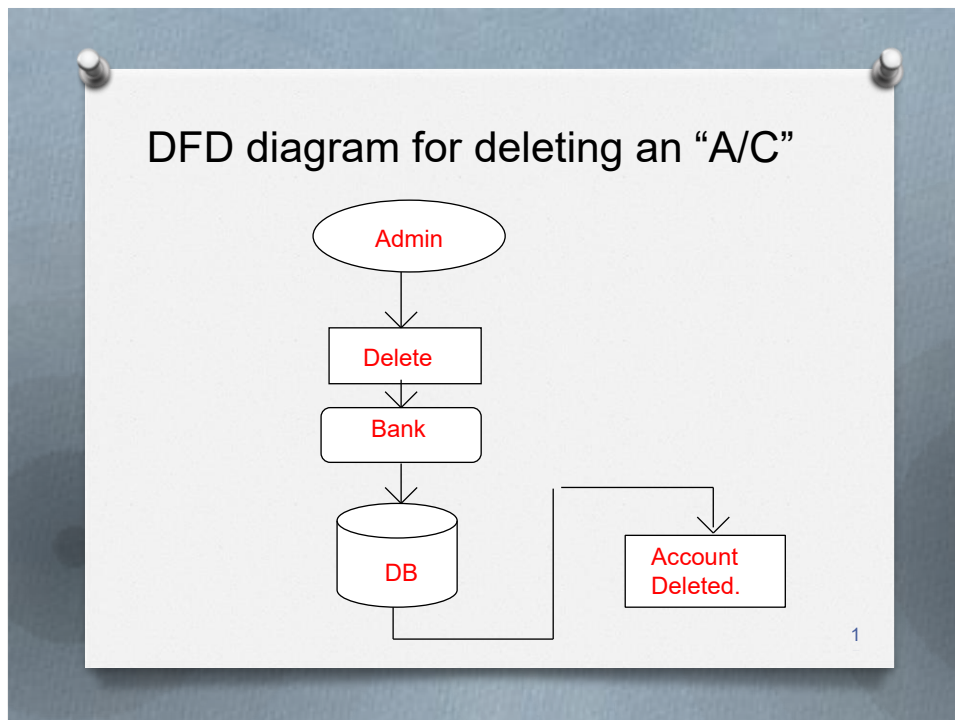 DFD diagram for deleting an “A/C”
Admin
Delete
Bank
DB
Account
Deleted.
1